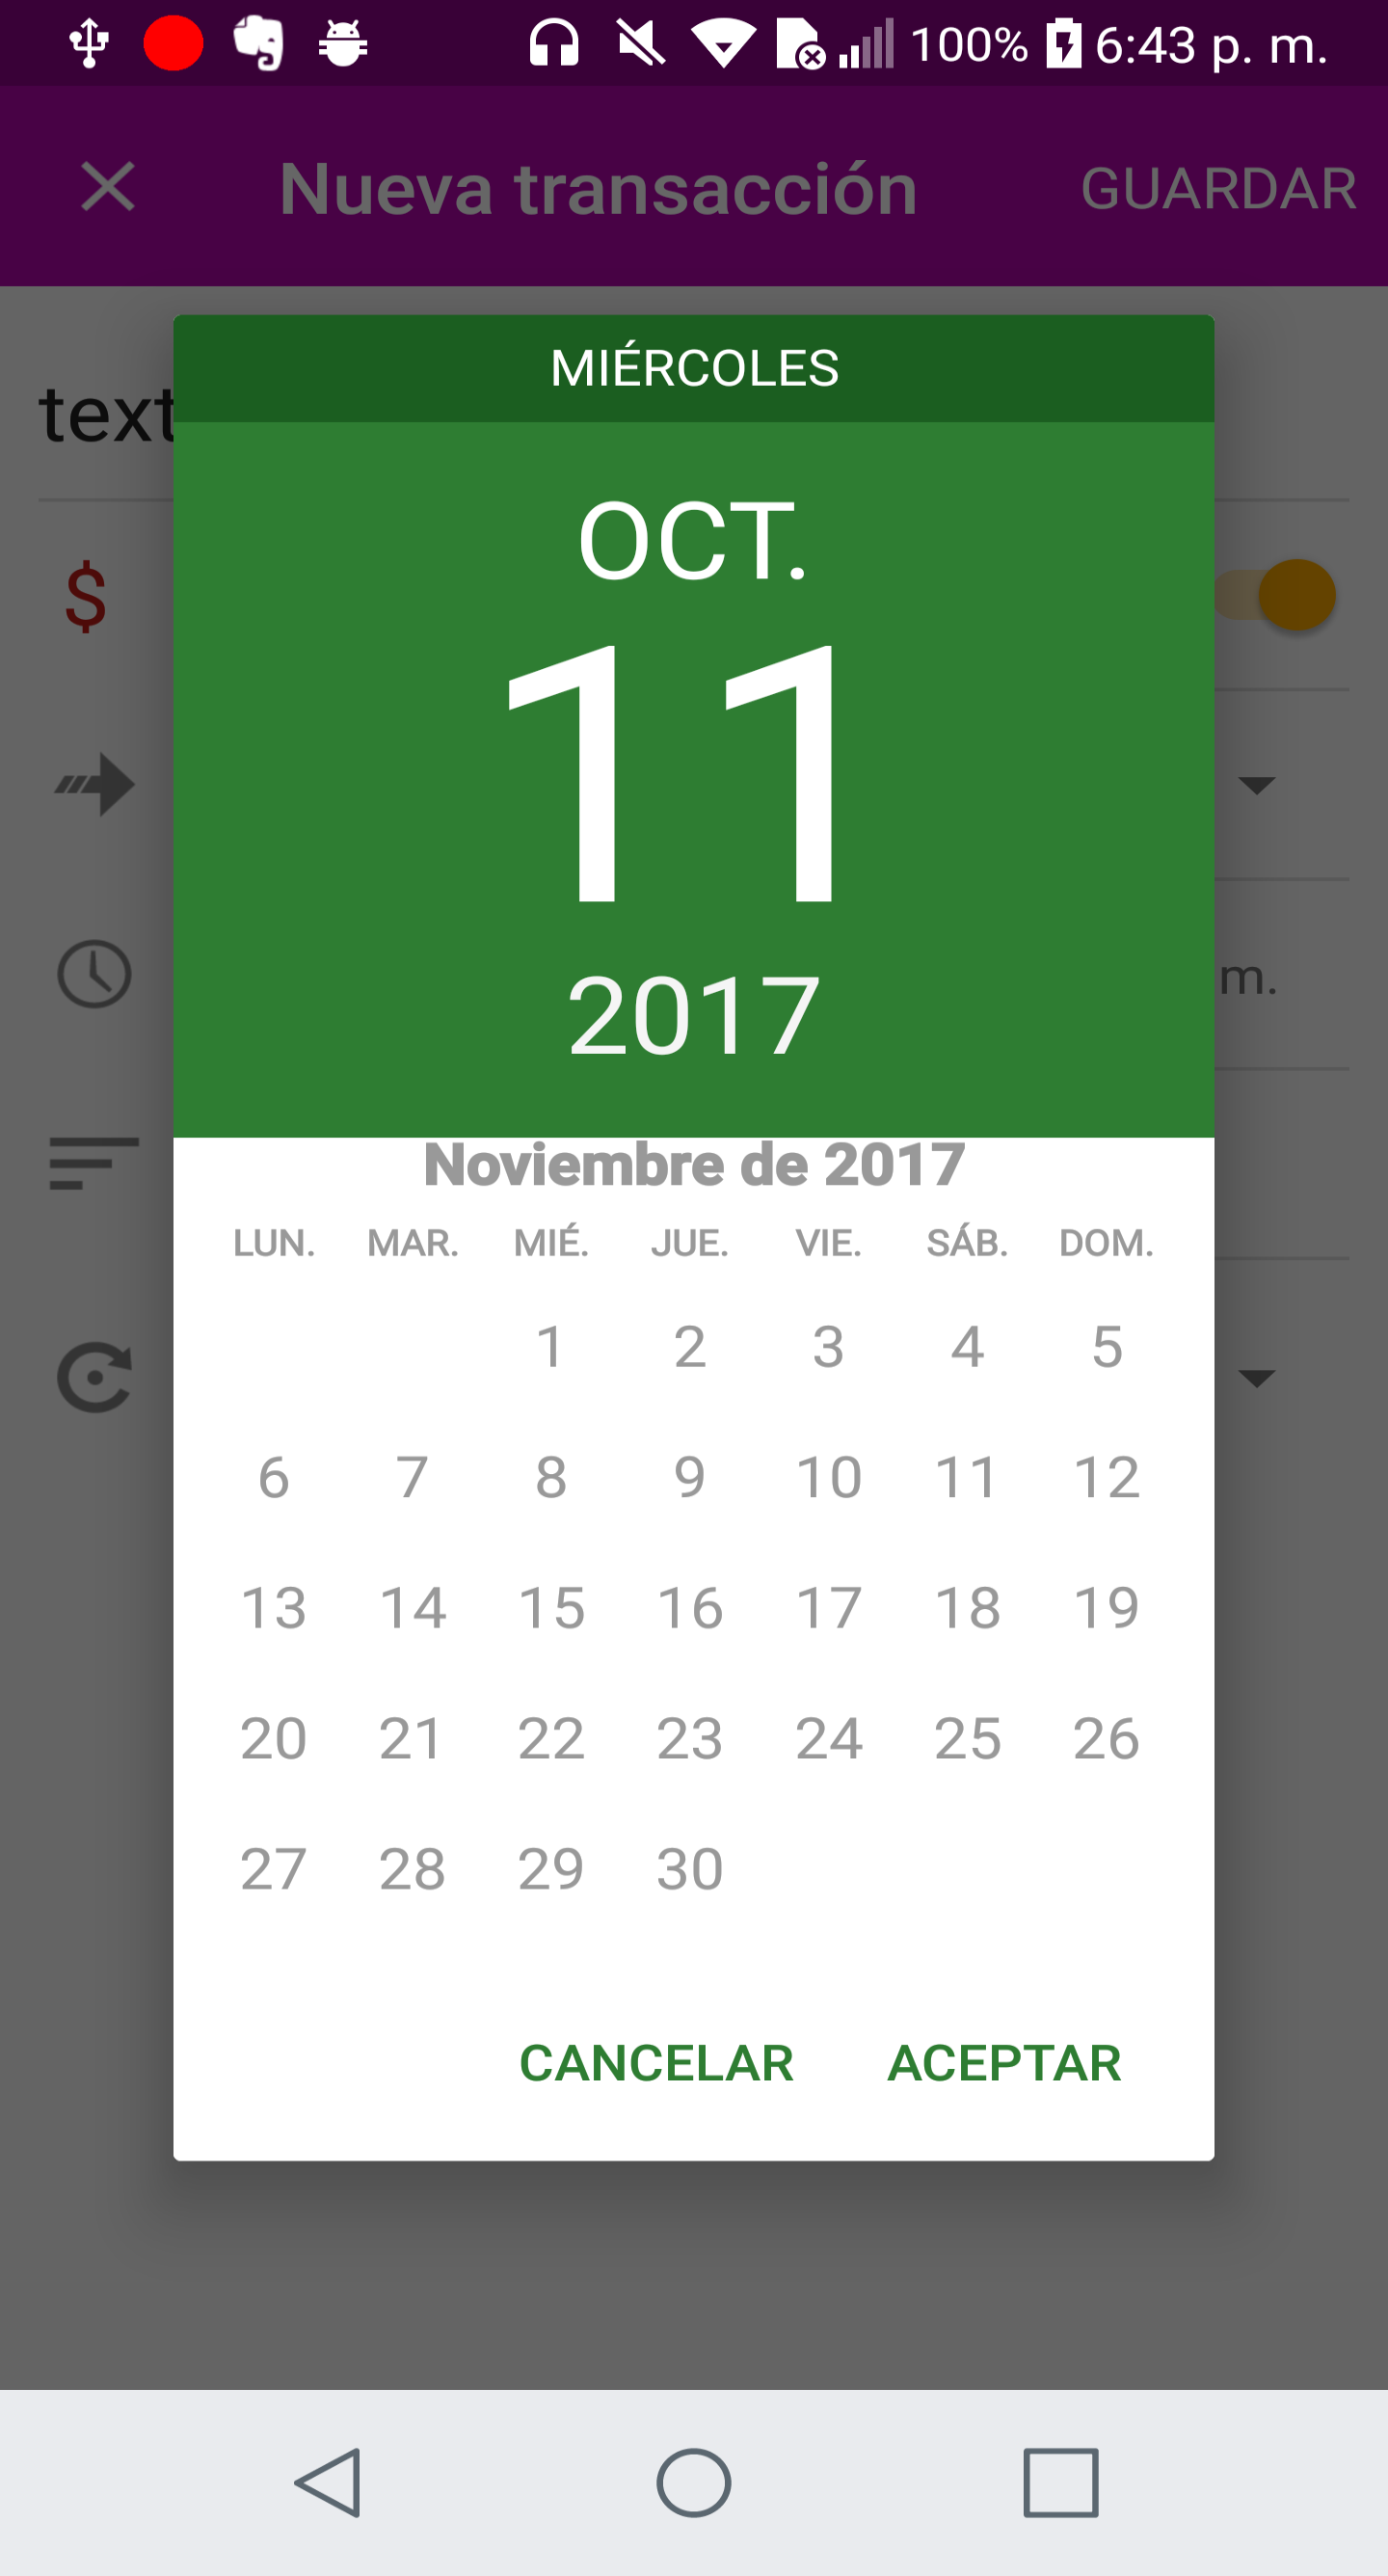 100% 6:43 p. m.
Nueva transacción GUARDAR
MIÉRCOLES
text
OCT.
$
11
m.
2017
Noviembre de 2017
LUN. MAR. MIÉ. JUE. VIE. SÁB. DOM.
1 2 3 4 5
6 7 8 9 10 11 12
13 14 15 16 17 18 19
20 21 22 23 24 25 26
27 28 29 30
CANCELAR ACEPTAR